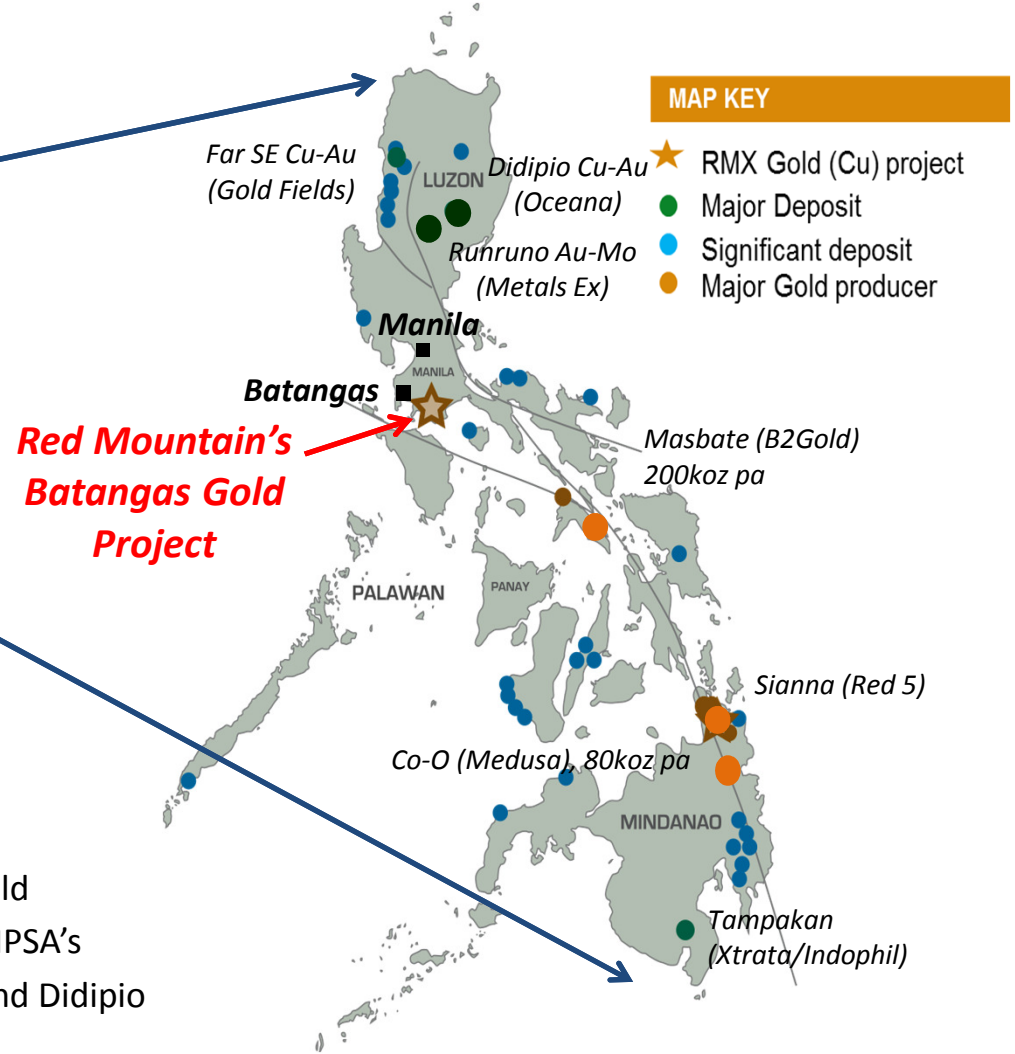 MAP KEY
RMX Gold (Cu) project
Major Deposit
Significant deposit
Major Gold producer
Far SE Cu-Au
(Gold Fields)
LUZON
Didipio Cu-Au
(Oceana)
Runruno Au-Mo
(Metals Ex)
Manila
MANILA
Batangas
Red Mountain’s
Batangas Gold
Project
Masbate (B2Gold)
200koz pa
PALAWAN
PANAY
Sianna (Red 5)
Co-O (Medusa), 80koz pa
MINDANAO
Tampakan
(Xtrata/Indophil)
ld
IPSA’s
nd Didipio